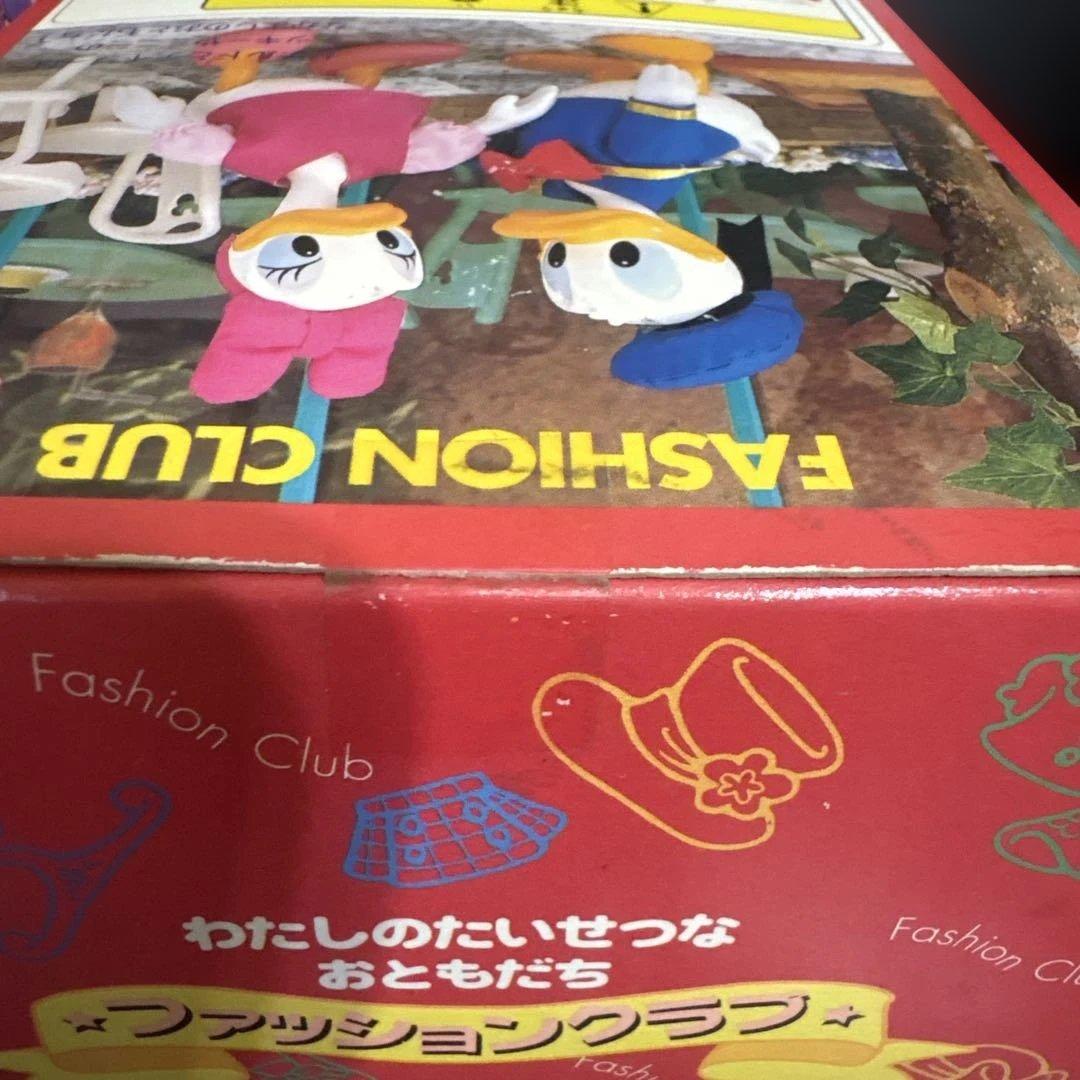 FASHION CLUB
Fashion Club
わたしのたいせつな
おともだち
Fashion
ファッションクラブ